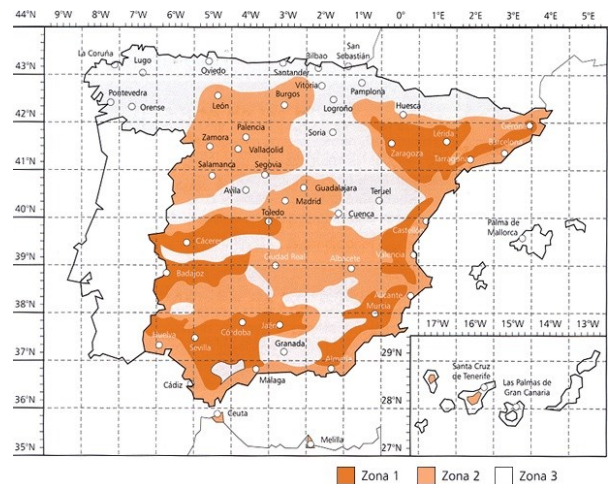 44°N
8°W 7°W 6°W 5°W 4°W 3°W 2°W 1°W 0° 1°E 2°E 3°E 4°E 5°E
43°N
42°N
41°N
40°N
39°N
38°N
37°N
36°N
35°N
La Coruña
Lugo
Oviedo
Santander
Bilbao
San
Sebastián
Pontevedra
Orense
León
Burgos
Vitoria
Logroño
Pamplona
Huesca
Gerona
Palencia
Zamora
Valladolid
Soria
Zaragoza
Lérida
Barcelona
Tarragona
Salamanca
Segovia
Avila
Guadalajara
Madrid
Teruel
Toledo
Cuenca
Castellón
Palma de
Mallorca
Cáceres
Ciudad Real
Albacete
Valencia
Badajoz
Alicante
Murcia
Huelva
Sevilla
Córdoba
Jaén
Granada
Almería
Cádiz
Málaga
Ceuta
Melilla
17°W 16°W 15°W 14°W 13°W
29°N
28°N
27°N
Santa Cruz
de Tenerife
Las Palmas de
Gran Canaria
Zona 1 Zona 2 Zona 3